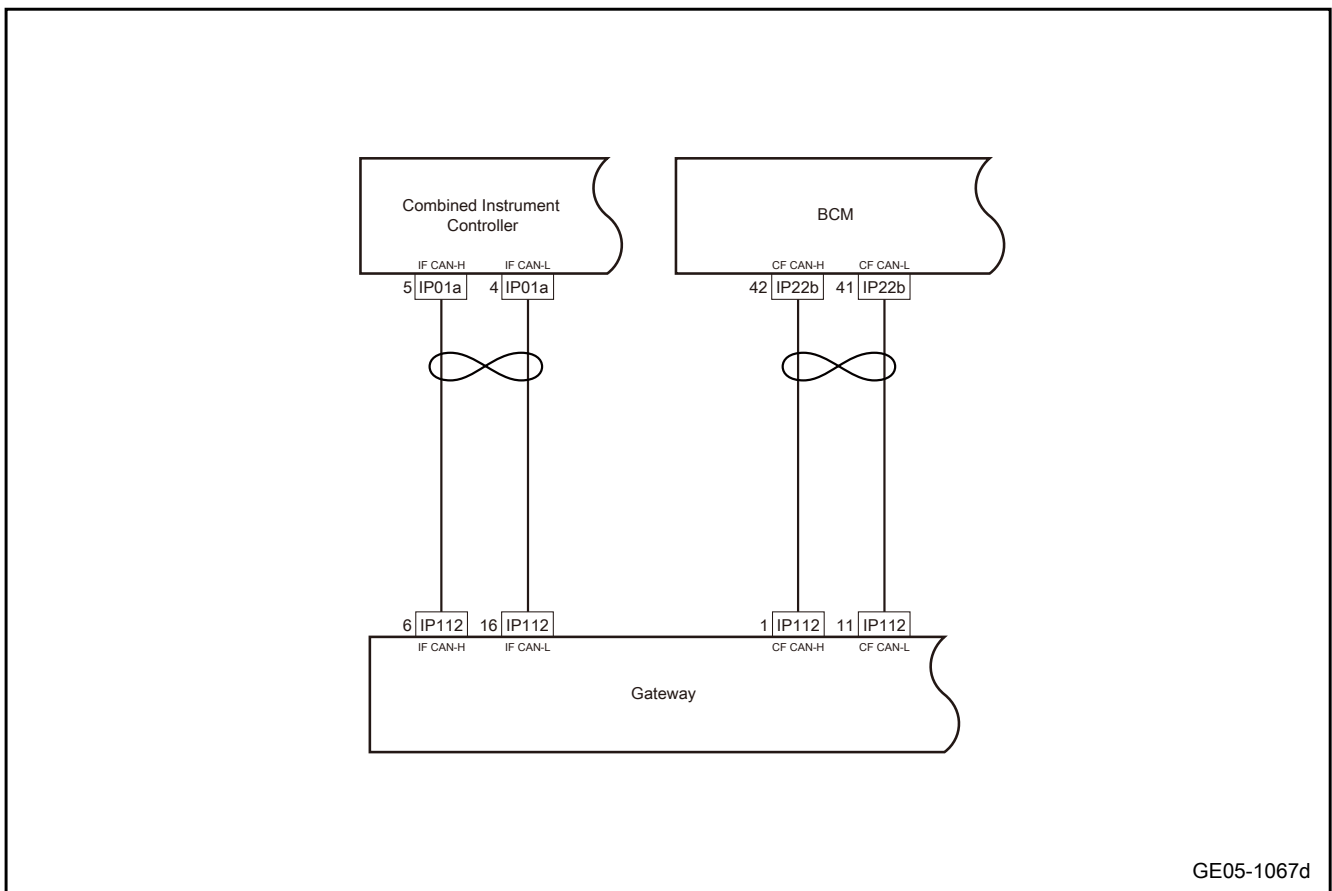 Combined Instrument
Controller
BCM
IF CAN-H IF CAN-L CF CAN-H CF CAN-L
5 IP01a 4 IP01a 42 IP22b 41 IP22b
6 IP112 16 IP112 1 IP112 11 IP112
IF CAN-H IF CAN-L CF CAN-H CF CAN-L
Gateway
GE05-1067d